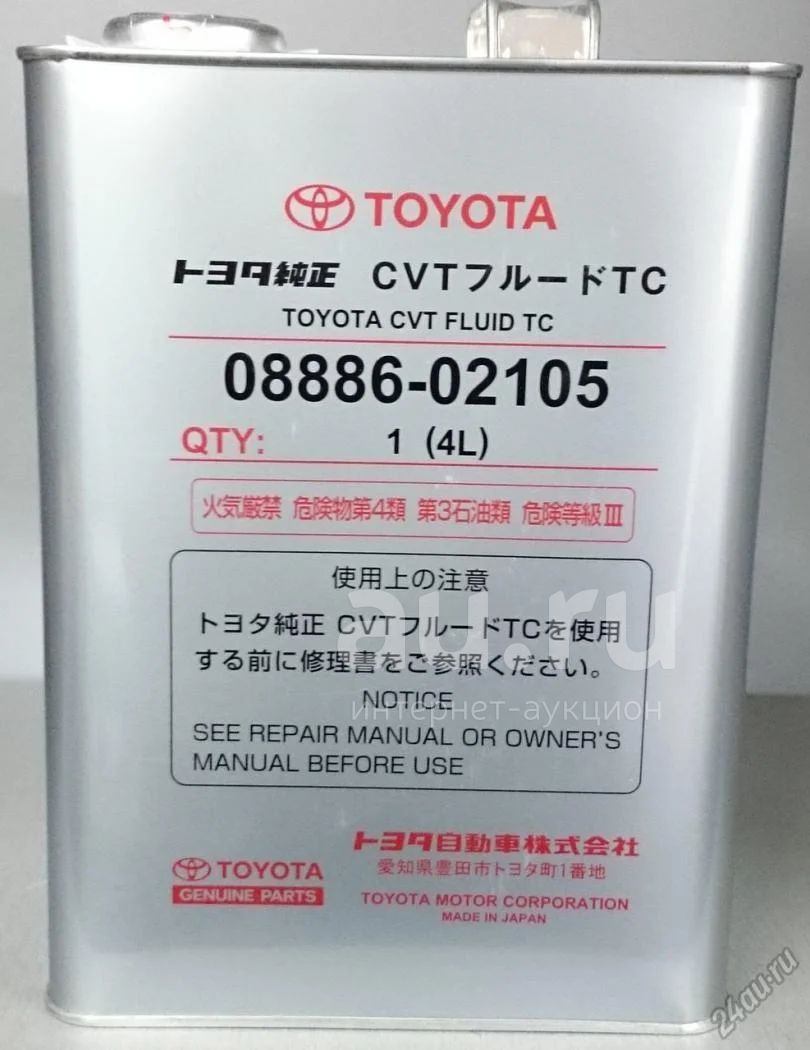 TOYOTA
トヨタ純正 CVTフルードTC
TOYOTA CVT FLUID TC
08886-02105
QTY: 1 (4L)
火気厳禁 危険物第4類 第3石油類 危険等級Ⅲ
使用上の注意
トヨタ純正 CVTフルードTCを使用
する前に修理書をご参照ください。
NOTICE
SEE REPAIR MANUAL OR OWNER'S
MANUAL BEFORE USE
au.ru
интернет-аукцион
TOYOTA
GENUINE PARTS
トヨタ自動車株式会社
愛知県豊田市トヨタ町1番地
TOYOTA MOTOR CORPORATION
MADE IN JAPAN
24au.ru